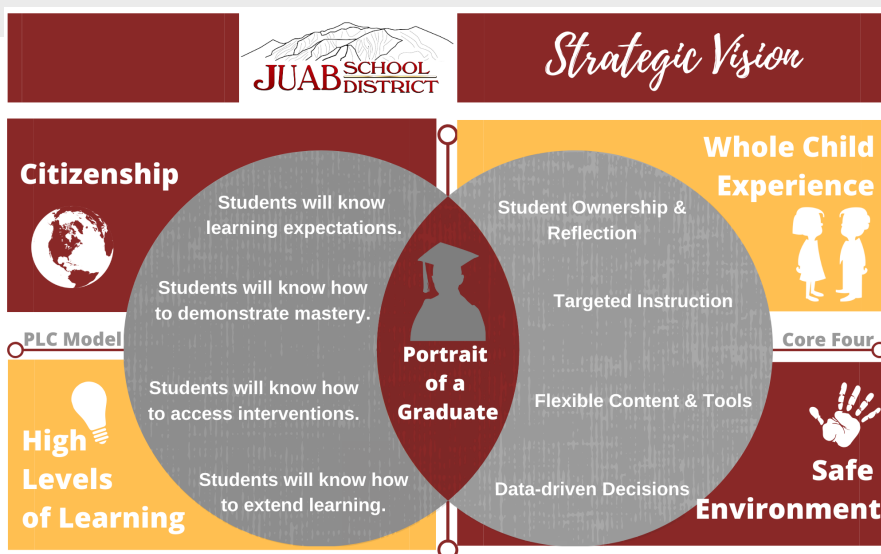 JUAB SCHOOL
DISTRICT
Strategic Vision
Citizenship
Whole Child
Experience
Students will know
learning expectations.
Students will know how
to demonstrate mastery.
Students will know how
to access interventions.
Students will know how
to extend learning.
Student Ownership &
Reflection
Targeted Instruction
Flexible Content & Tools
Data-driven Decisions
Portrait
of a
Graduate
PLC Model
Core Four
High
Levels
of Learning
Safe
Environment